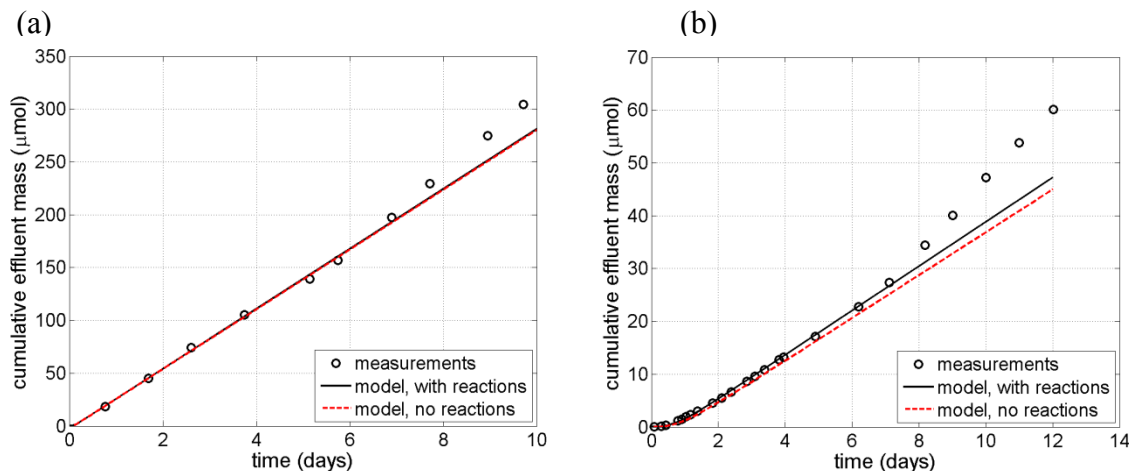 (a)
350
300
250
200
150
100
50
0
0
2
4
6
8
10
cumulative effluent mass (μmol)
time (days)
measurements
model, with reactions
model, no reactions
(b)
70
60
50
40
30
20
10
0
0
2
4
6
8
10
12
14
cumulative effluent mass (μmol)
time (days)
measurements
model, with reactions
model, no reactions